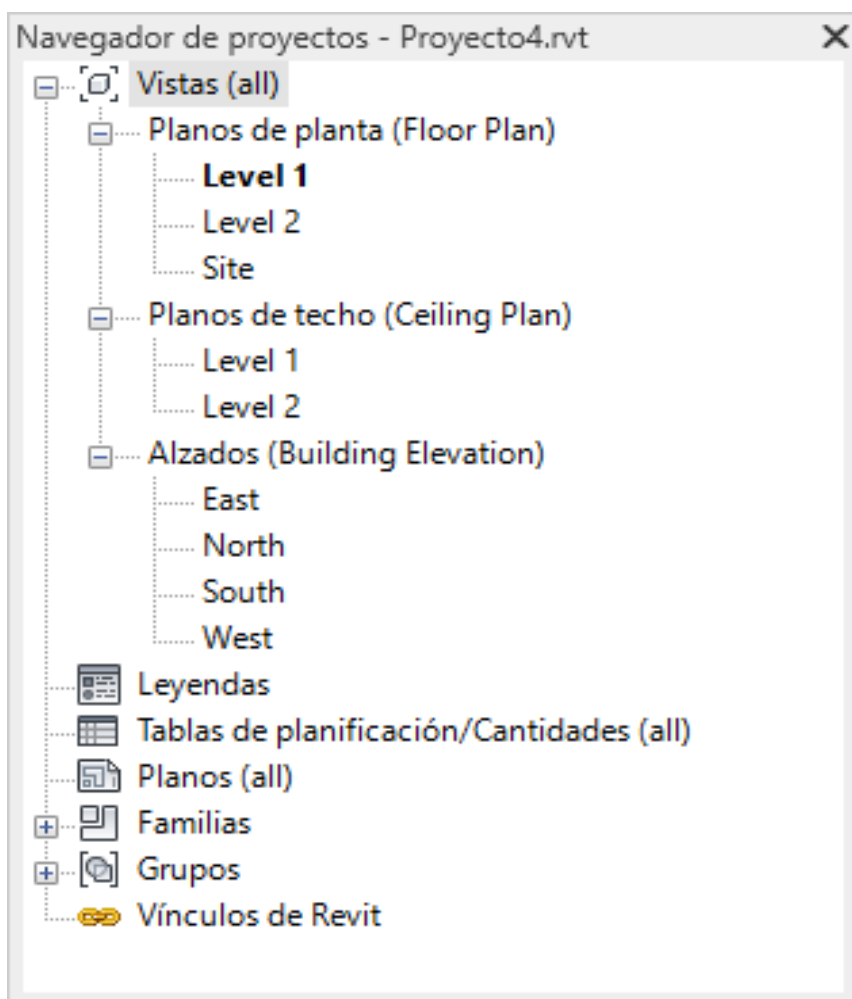 Navegador de proyectos - Proyecto4.rvt
Vistas (all)
Planos de planta (Floor Plan)
Level 1
Level 2
Site
Planos de techo (Ceiling Plan)
Level 1
Level 2
Alzados (Building Elevation)
East
North
South
West
Leyendas
Tablas de planificación/Cantidades (all)
Planos (all)
Familias
Grupos
Vínculos de Revit